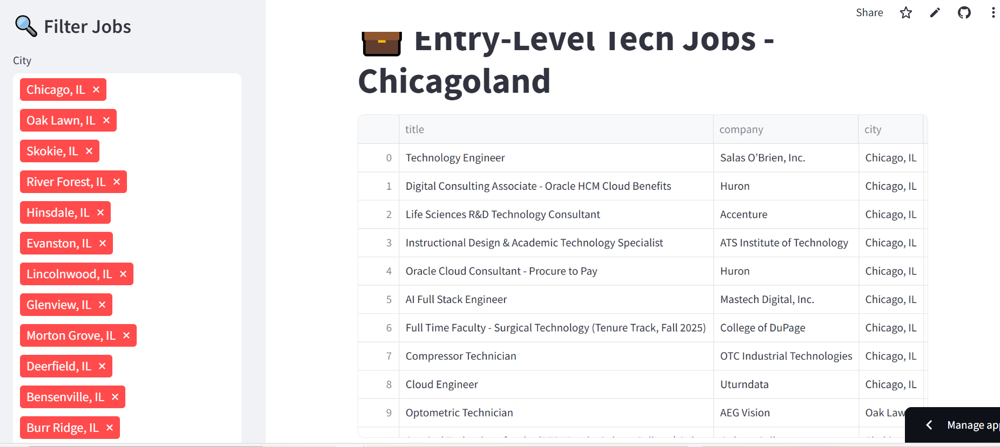 Filter Jobs
City
Chicago, IL ×
Oak Lawn, IL ×
Skokie, IL ×
River Forest, IL ×
Hinsdale, IL ×
Evanston, IL ×
Lincolnwood, IL ×
Glenview, IL ×
Morton Grove, IL ×
Deerfield, IL ×
Bensenville, IL ×
Burr Ridge, IL ×
Share
Entry-Level Tech Jobs -
Chicagoland
title company city
0 Technology Engineer Salas O’Brien, Inc. Chicago, IL
1 Digital Consulting Associate - Oracle HCM Cloud Benefits Huron Chicago, IL
2 Life Sciences R&D Technology Consultant Accenture Chicago, IL
3 Instructional Design & Academic Technology Specialist ATS Institute of Technology Chicago, IL
4 Oracle Cloud Consultant - Procure to Pay Huron Chicago, IL
5 AI Full Stack Engineer Mastech Digital, Inc. Chicago, IL
6 Full Time Faculty - Surgical Technology (Tenure Track, Fall 2025) College of DuPage Chicago, IL
7 Compressor Technician OTC Industrial Technologies Chicago, IL
8 Cloud Engineer Uturndata Chicago, IL
9 Optometric Technician AEG Vision Oak Law
Manage app